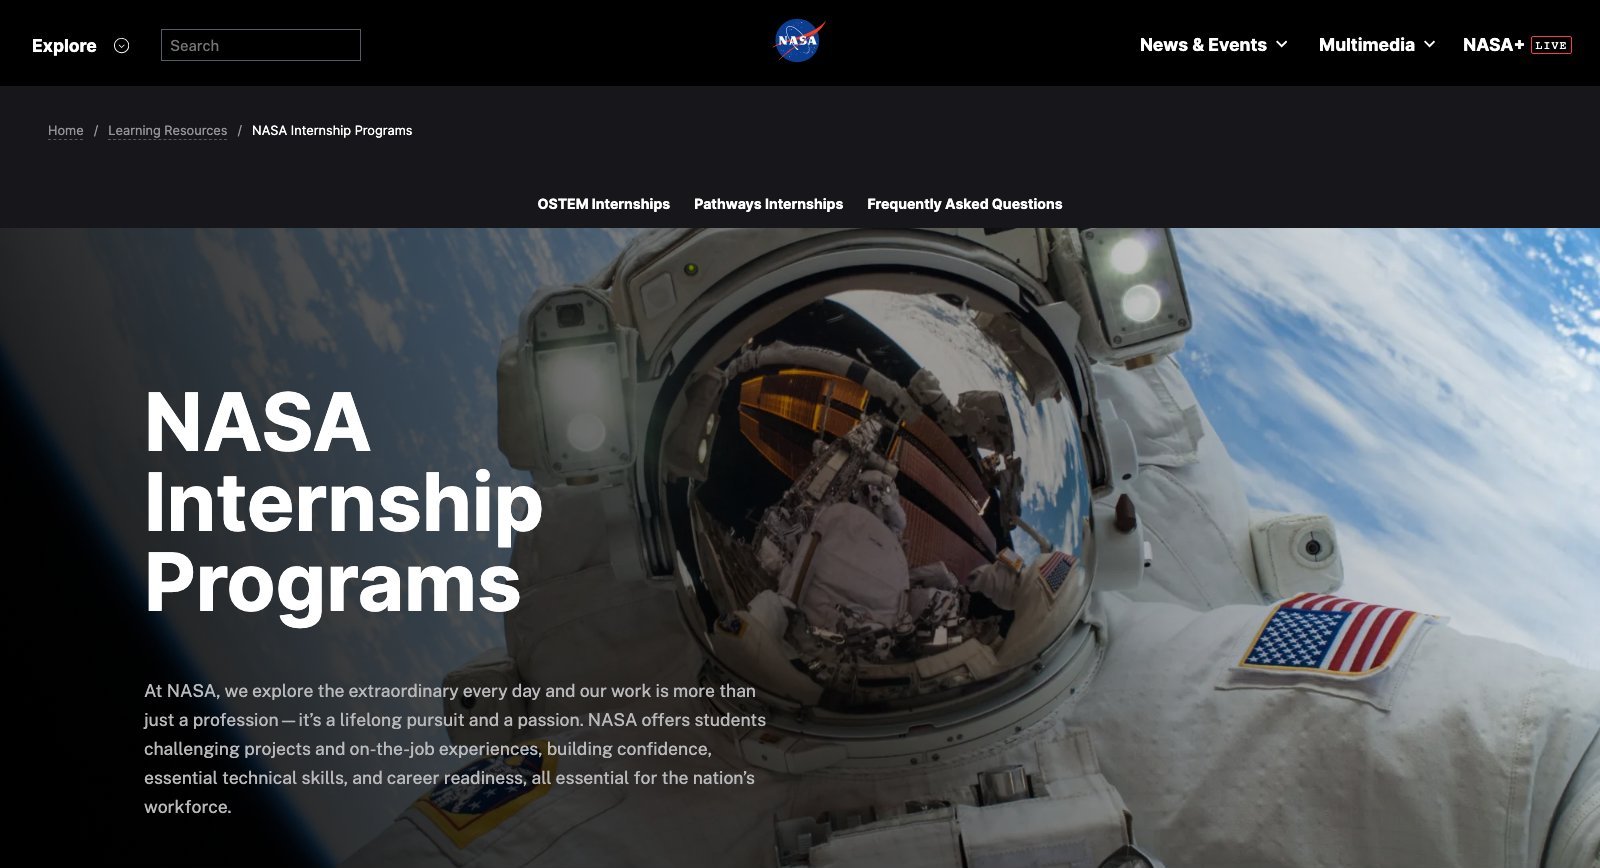 Explore
Search
NASA
News & Events
Multimedia
NASA+ LIVE
Home / Learning Resources / NASA Internship Programs
OSTEM Internships
Pathways Internships
Frequently Asked Questions
NASA
Internship
Programs
At NASA, we explore the extraordinary every day and our work is more than
just a profession — it’s a lifelong pursuit and a passion. NASA offers students
challenging projects and on-the-job experiences, building confidence,
essential technical skills, and career readiness, all essential for the nation’s
workforce.